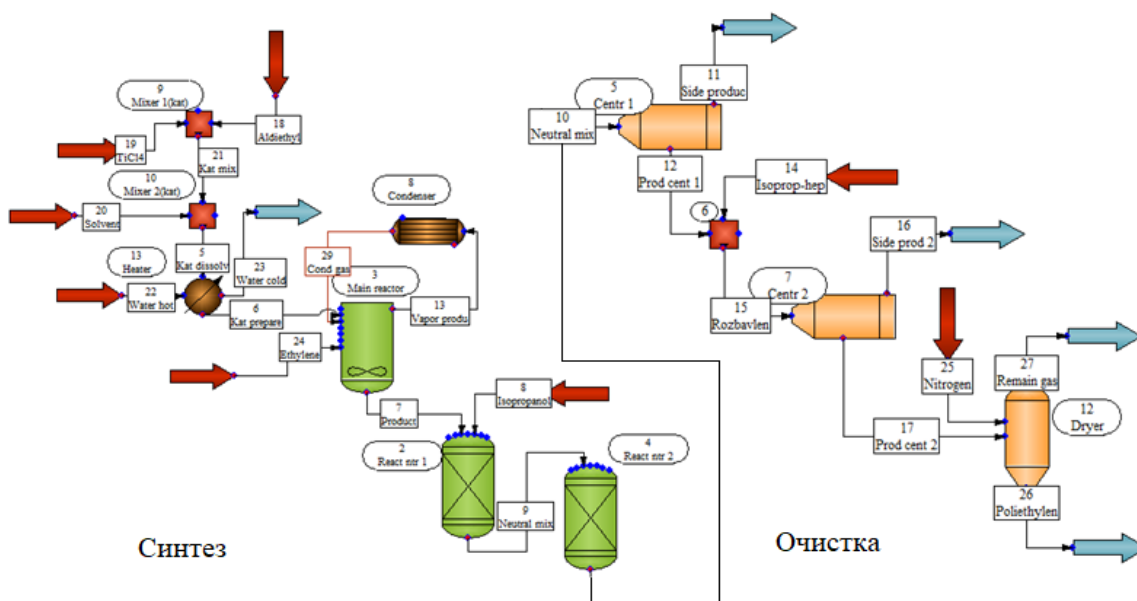 9
Mixer 1(kat)
19
TiCl4
18
Aldiethyl
21
Kat mix
10
Mixer 2(kat)
20
Solvent
5
Kat dissolv
23
Water cold
13
Heater
22
Water hot
6
Kat prepare
24
Ethylene
8
Condenser
29
Cond gas
3
Main reactor
13
Vapor produ
7
Product
8
Isopropanol
2
React ntr 1
9
Neutral mix
4
React ntr 2
Синтез
10
Neutral mix
5
Centr 1
11
Side produc
12
Prod cent 1
14
Isoprop-hep
6
15
Rozbavlen
7
Centr 2
16
Side prod 2
17
Prod cent 2
25
Nitrogen
27
Remain gas
12
Dryer
26
Poliethylen
Очистка